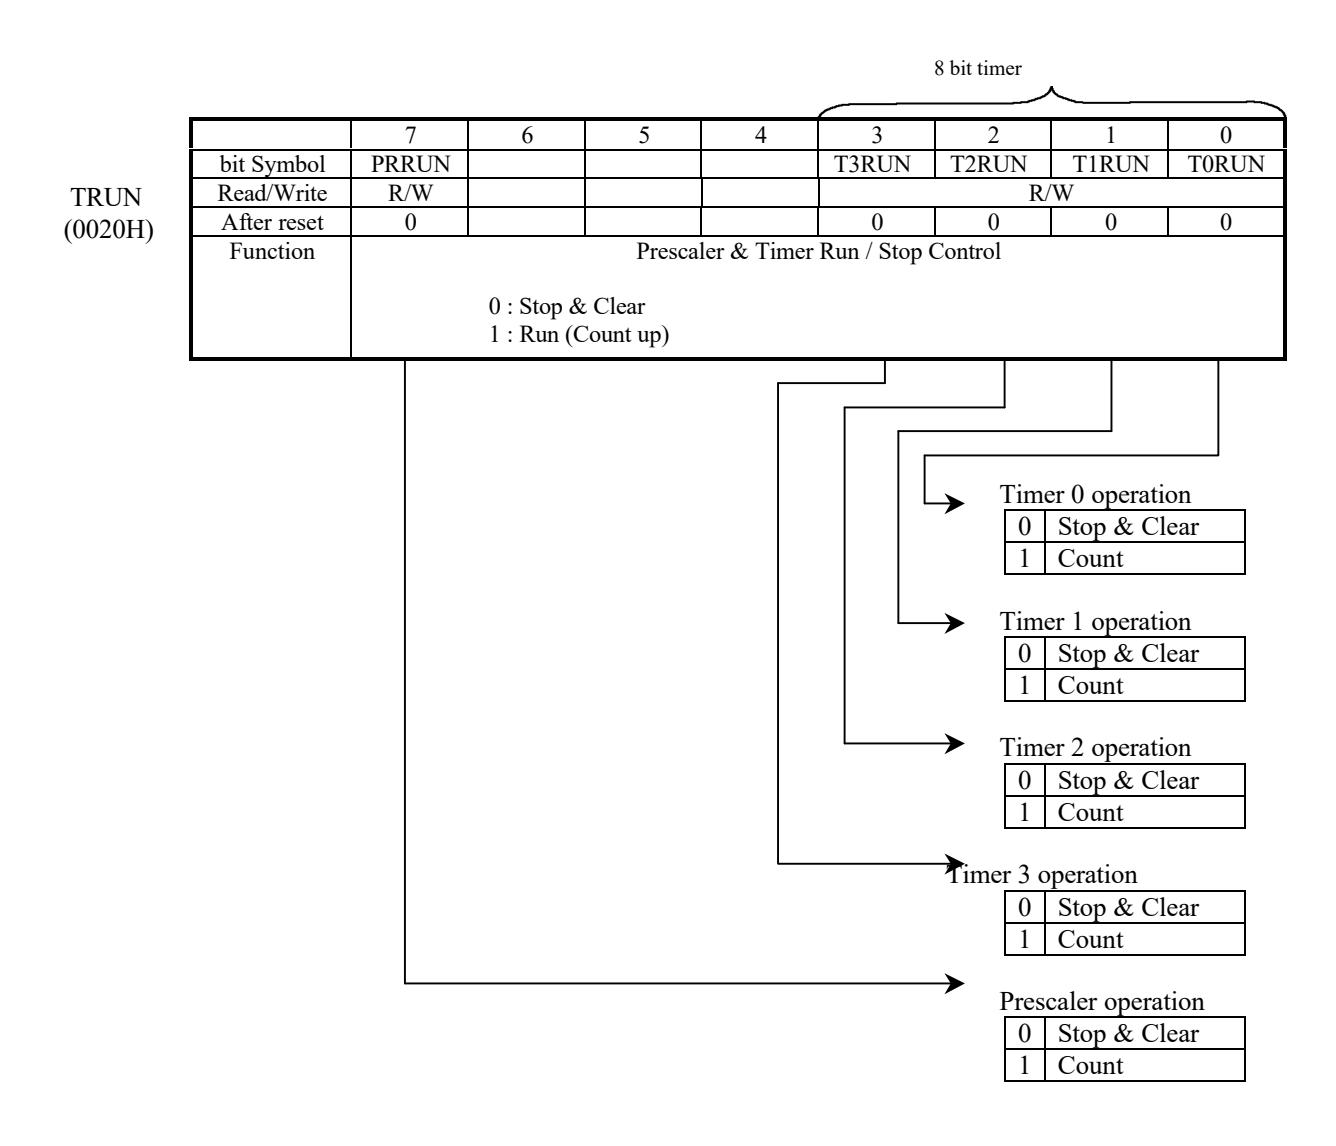 8 bit timer
7 6 5 4 3 2 1 0
bit Symbol PRRUN T3RUN T2RUN T1RUN T0RUN
TRUN
(0020H)
Read/Write R/W R/W
After reset 0 0 0 0 0
Function Prescaler & Timer Run / Stop Control
0 : Stop & Clear
1 : Run (Count up)
Timer 0 operation
0 Stop & Clear
1 Count
Timer 1 operation
0 Stop & Clear
1 Count
Timer 2 operation
0 Stop & Clear
1 Count
Timer 3 operation
0 Stop & Clear
1 Count
Prescaler operation
0 Stop & Clear
1 Count